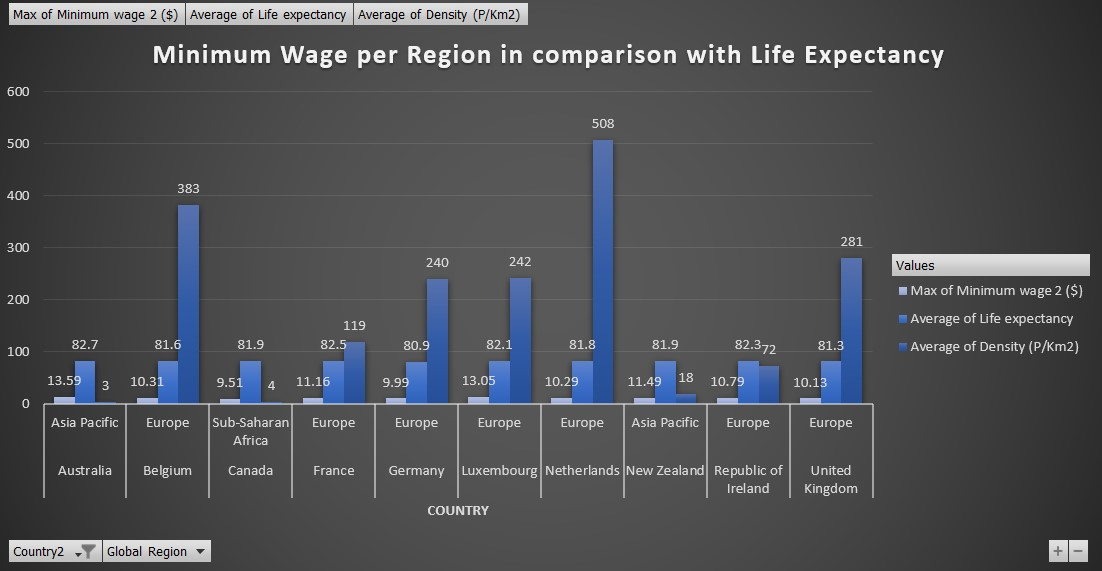 Max of Minimum wage 2 ($) Average of Life expectancy Average of Density (P/Km2)
Minimum Wage per Region in comparison with Life Expectancy
600
500
400
300
200
100
0
13.59 82.7 3
10.31 81.6 383
9.51 81.9 4
11.16 82.5 119
9.99 80.9 240
13.05 82.1 242
10.29 81.8 508
11.49 81.9 18
10.79 82.3 72
10.13 81.3 281
Asia Pacific Europe Sub-Saharan Europe Europe Europe Europe Asia Pacific Europe Europe
Africa
Australia Belgium Canada France Germany Luxembourg Netherlands New Zealand Republic of United
Ireland Kingdom
COUNTRY
Values
Max of Minimum wage 2 ($)
Average of Life expectancy
Average of Density (P/Km2)
Country2 Global Region
+ −